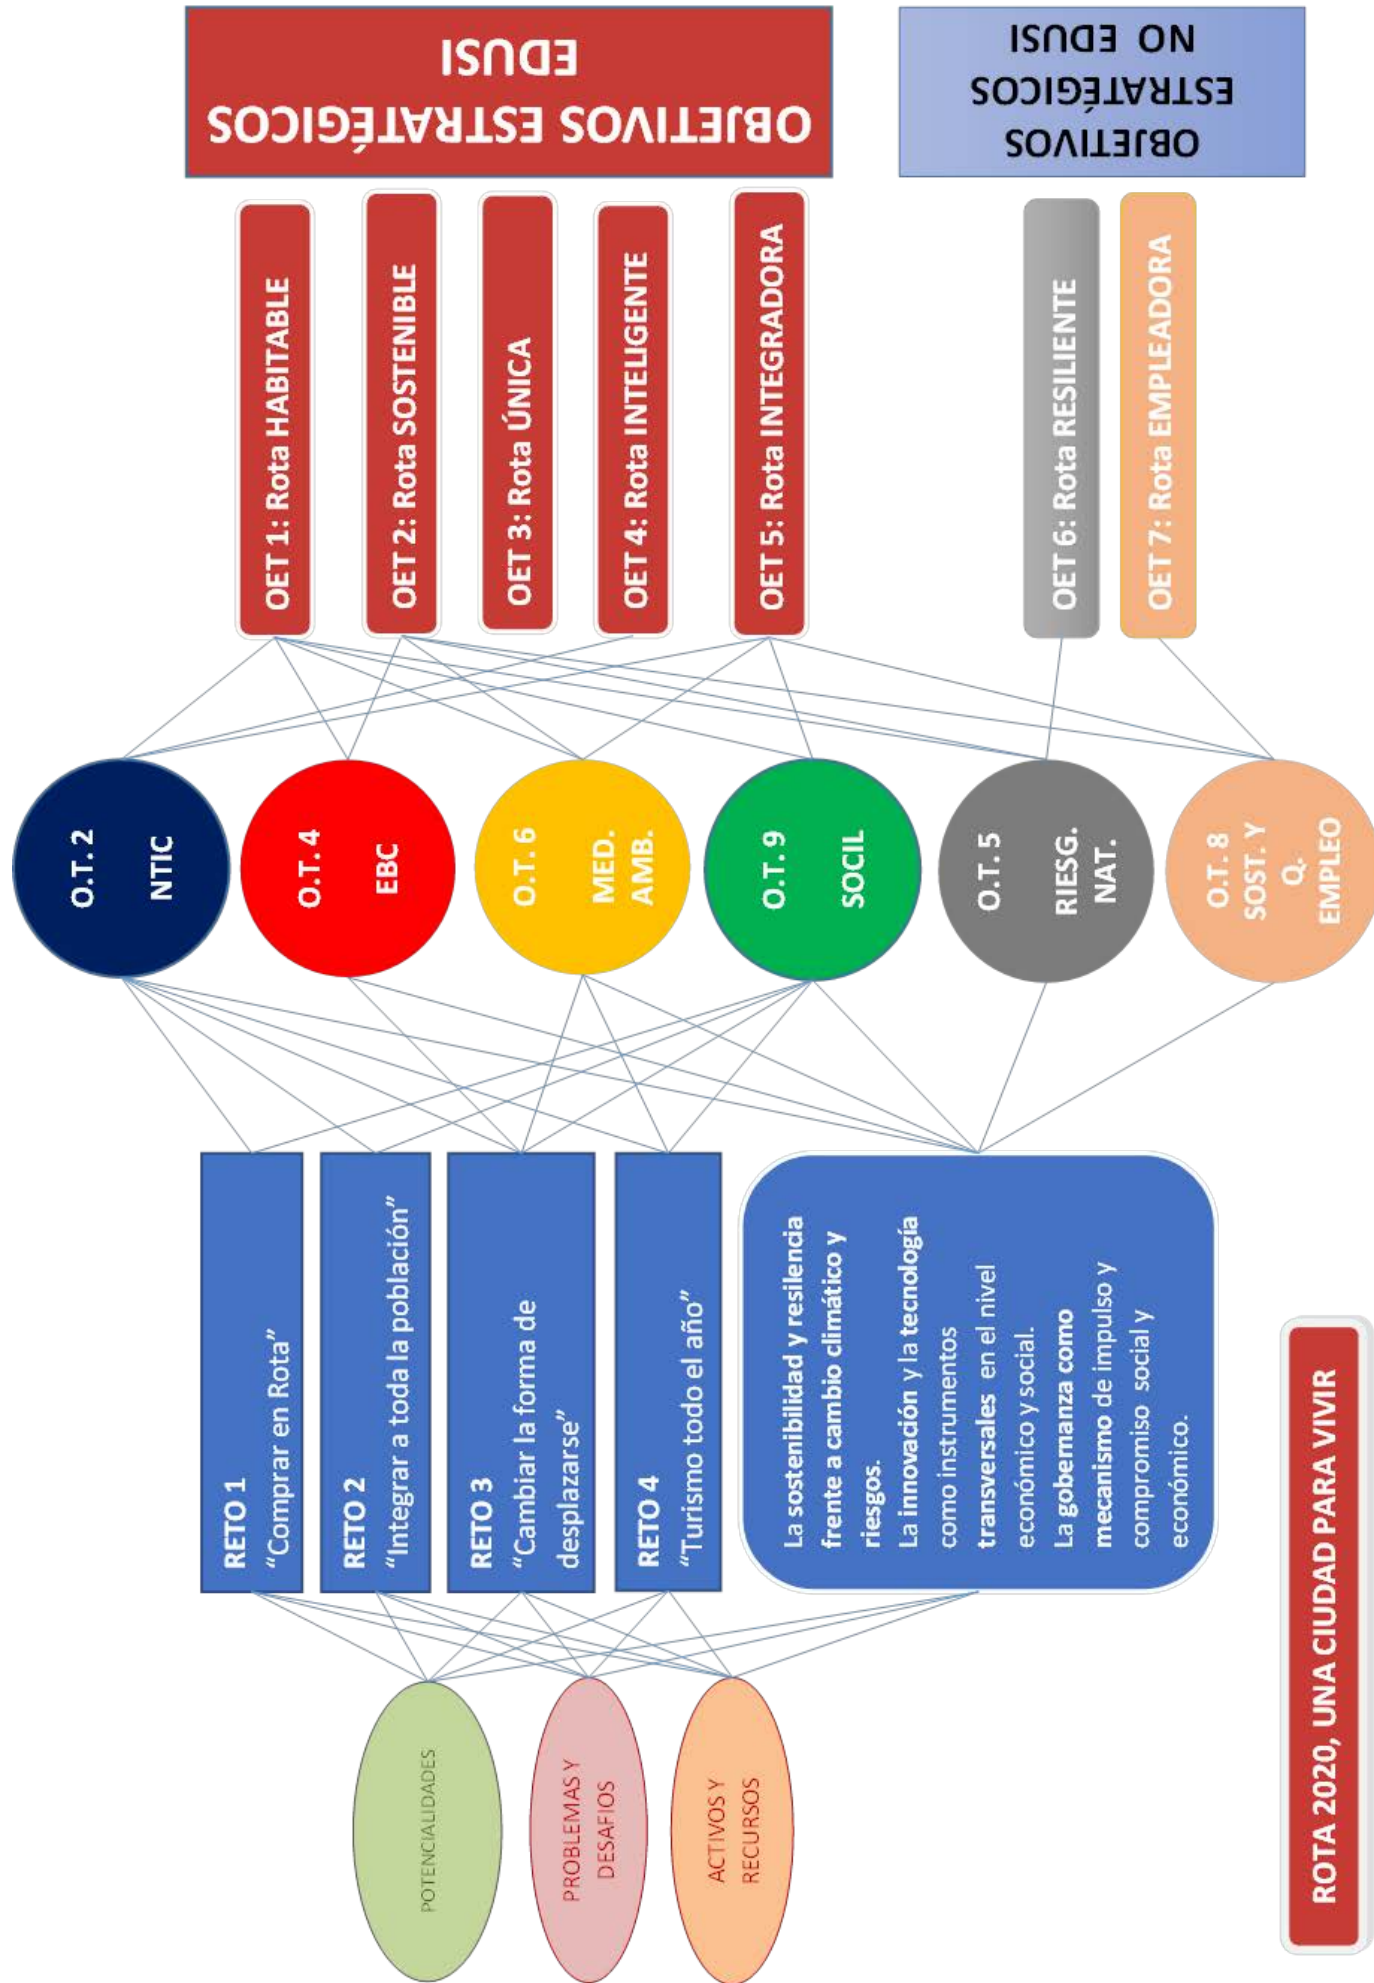 POTENCIALIDADES
PROBLEMAS Y
DESAFIOS
ACTIVOS Y
RECURSOS
RETO 1
“Comprar en Rota”
RETO 2
“Integrar a toda la población”
RETO 3
“Cambiar la forma de
desplazarse”
RETO 4
“Turismo todo el año”
La sostenibilidad y resilencia
frente a cambio climático y
riesgos.
La innovación y la tecnología
como instrumentos
transversales en el nivel
económico y social.
La gobernanza como
mecanismo de impulso y
compromiso social y
económico.
O.T. 2
NTIC
O.T. 4
EBC
O.T. 6
MED.
AMB.
O.T. 9
SOCIL
O.T. 5
RIESG.
NAT.
O.T. 8
SOST. Y
Q.
EMPLEO
OET 1: Rota HABITABLE
OET 2: Rota SOSTENIBLE
OET 3: Rota ÚNICA
OET 4: Rota INTELIGENTE
OET 5: Rota INTEGRADORA
OET 6: Rota RESILIENTE
OET 7: Rota EMPLEADORA
OBJETIVOS ESTRATÉGICOS
EDUSI
OBJETIVOS
ESTRATÉGICOS
NO EDUSI
ROTA 2020, UNA CIUDAD PARA VIVIR